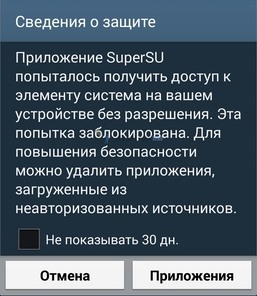 Сведения о защите
Приложение SuperSU
попыталось получить доступ к
элементу система на вашем
устройстве без разрешения. Эта
попытка заблокирована. Для
повышения безопасности
можно удалить приложения,
загруженные из
неавторизованных источников.
Не показывать 30 дн.
Отмена
Приложения